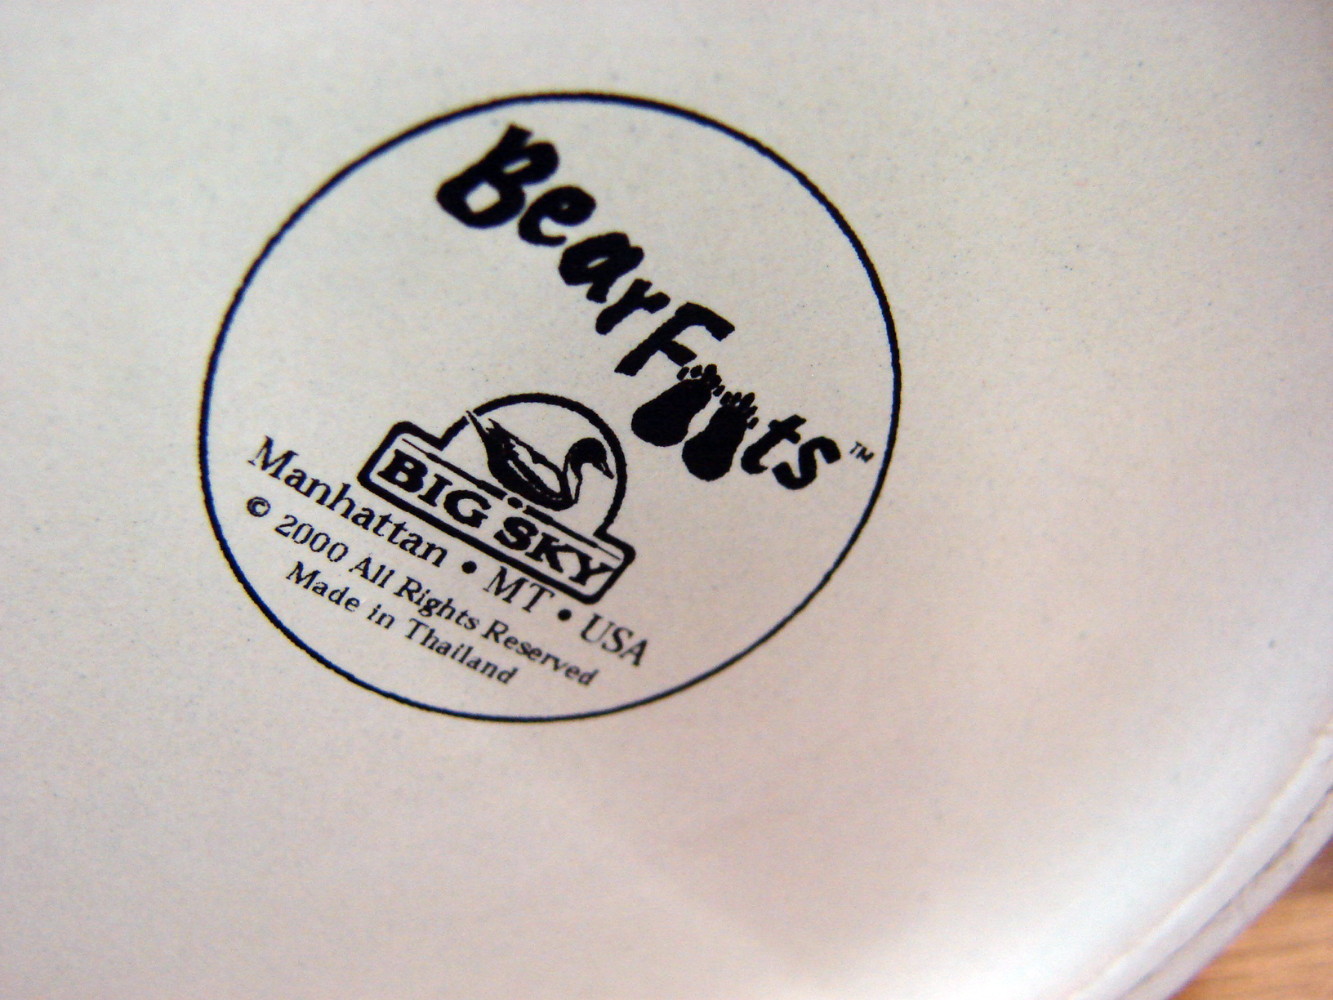 BearFoots™
BIG SKY
Manhattan • MT • USA
© 2000 All Rights Reserved
Made in Thailand